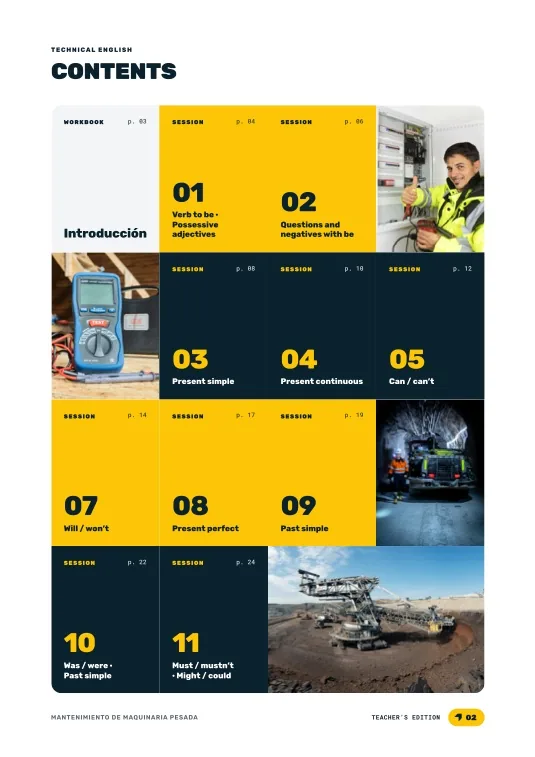 TECHNICAL ENGLISH
CONTENTS
WORKBOOK p. 03
Introducción
SESSION p. 04
01
Verb to be •
Possessive
adjectives
SESSION p. 06
02
Questions and
negatives with be
SESSION p. 08
03
Present simple
SESSION p. 10
04
Present continuous
SESSION p. 12
05
Can / can't
SESSION p. 14
07
Will / won't
SESSION p. 17
08
Present perfect
SESSION p. 19
09
Past simple
SESSION p. 22
10
Was / were •
Past simple
SESSION p. 24
11
Must / mustn't
• Might / could
MANTENIMIENTO DE MAQUINARIA PESADA
TEACHER'S EDITION 02